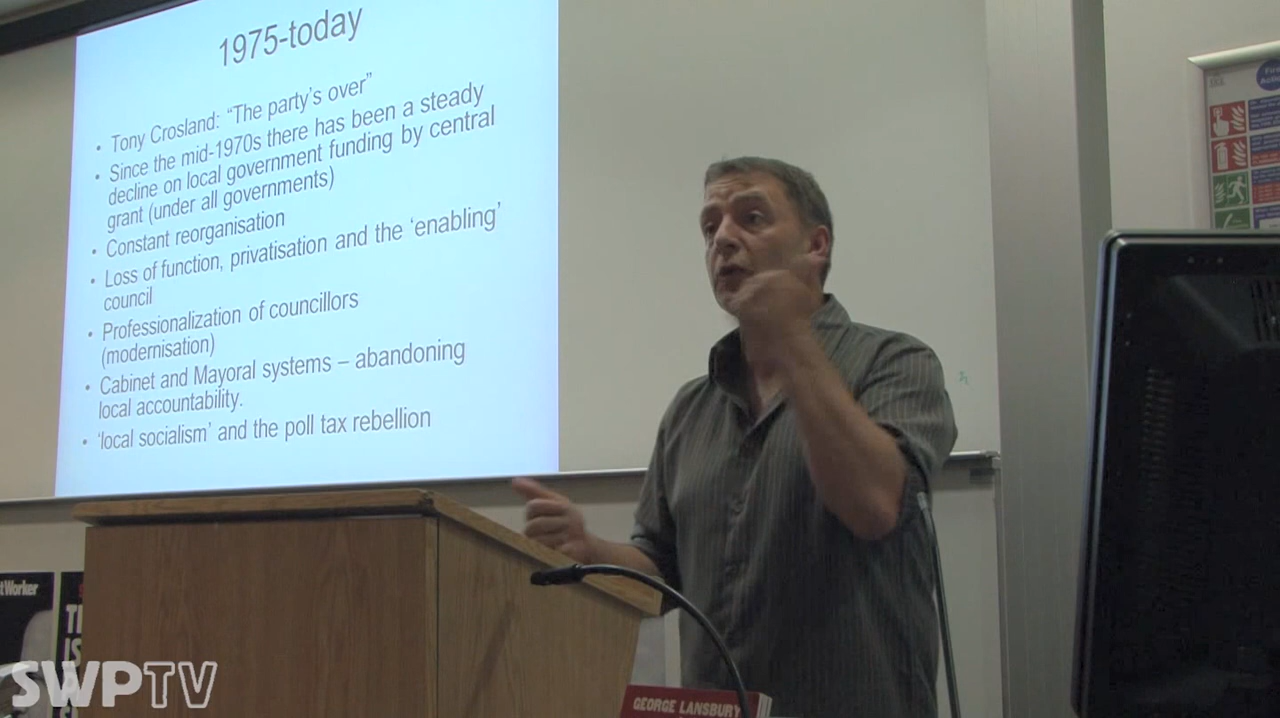 1975-today
• Tony Crosland: “The party’s over”
• Since the mid-1970s there has been a steady
decline on local government funding by central
grant (under all governments)
• Constant reorganisation
• Loss of function, privatisation and the ‘enabling’
council
• Professionalization of councillors
(modernisation)
• Cabinet and Mayoral systems – abandoning
local accountability.
• ‘local socialism’ and the poll tax rebellion
Worker
IS
SWPTV
GEORGE LANSBURY